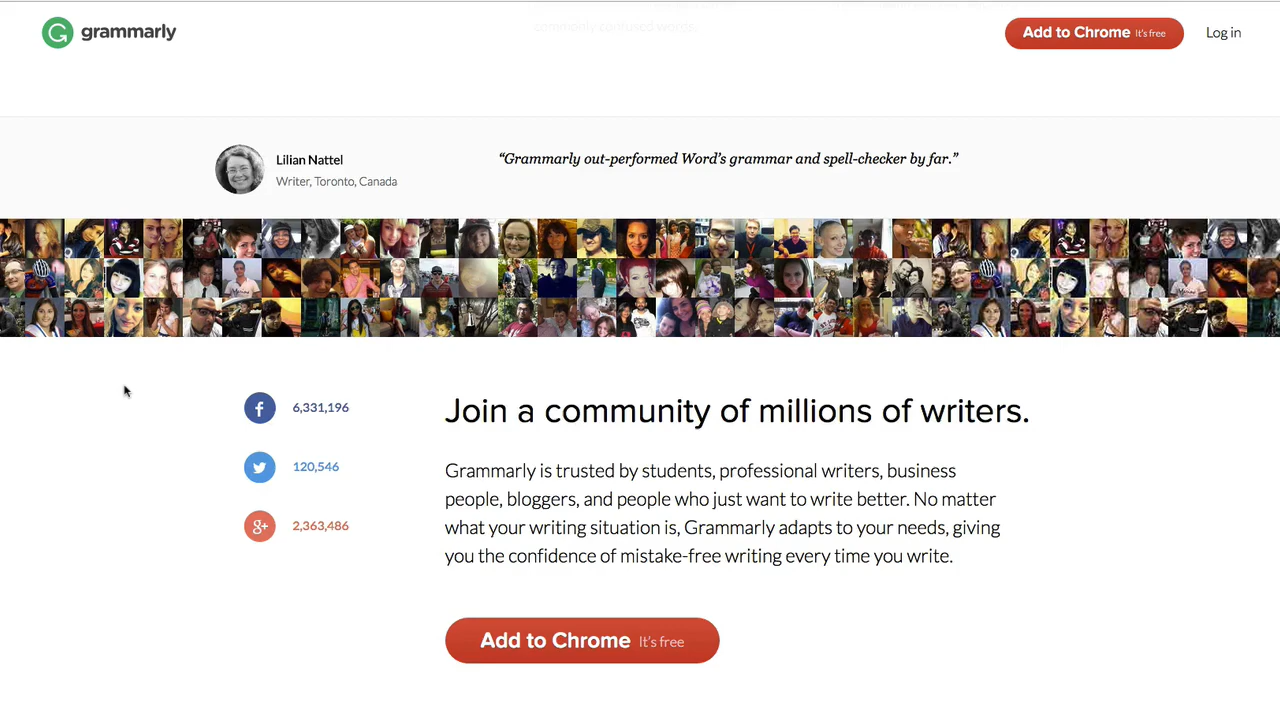 grammarly
commonly confused words.
Add to Chrome It's free
Log in
Lilian Nattel
Writer, Toronto, Canada
“Grammarly out-performed Word’s grammar and spell-checker by far.”
6,331,196
120,546
2,363,486
Join a community of millions of writers.
Grammarly is trusted by students, professional writers, business
people, bloggers, and people who just want to write better. No matter
what your writing situation is, Grammarly adapts to your needs, giving
you the confidence of mistake-free writing every time you write.
Add to Chrome It's free